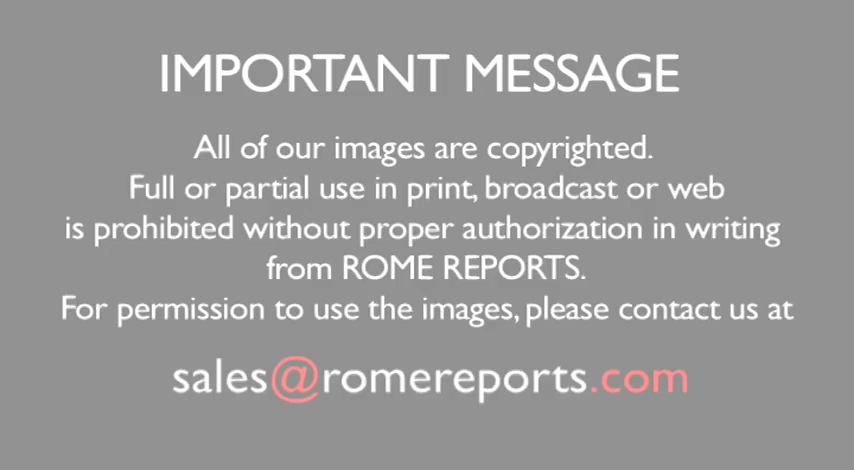 IMPORTANT MESSAGE
All of our images are copyrighted.
Full or partial use in print, broadcast or web
is prohibited without proper authorization in writing
from ROME REPORTS.
For permission to use the images, please contact us at
sales@romereports.com